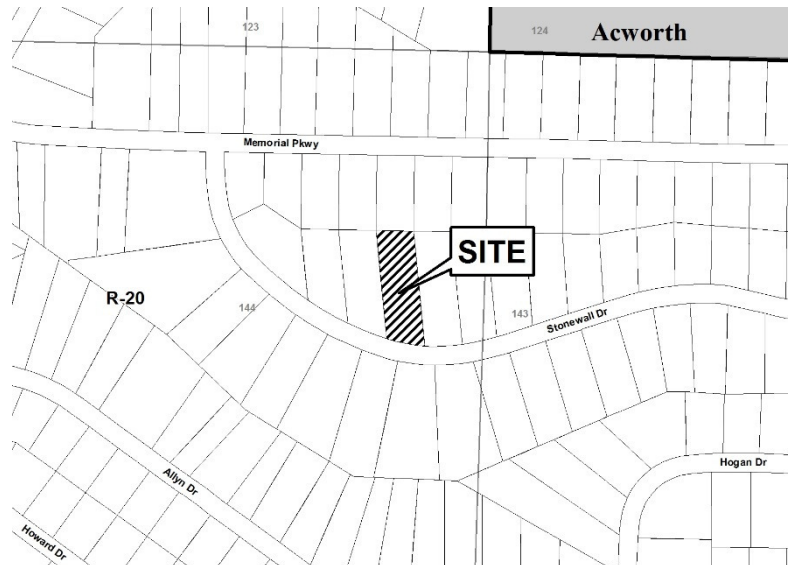 123
124
Acworth
Memorial Pkwy
SITE
R-20
144
143
Stonewall Dr
Hogan Dr
Allyn Dr
Howard Dr